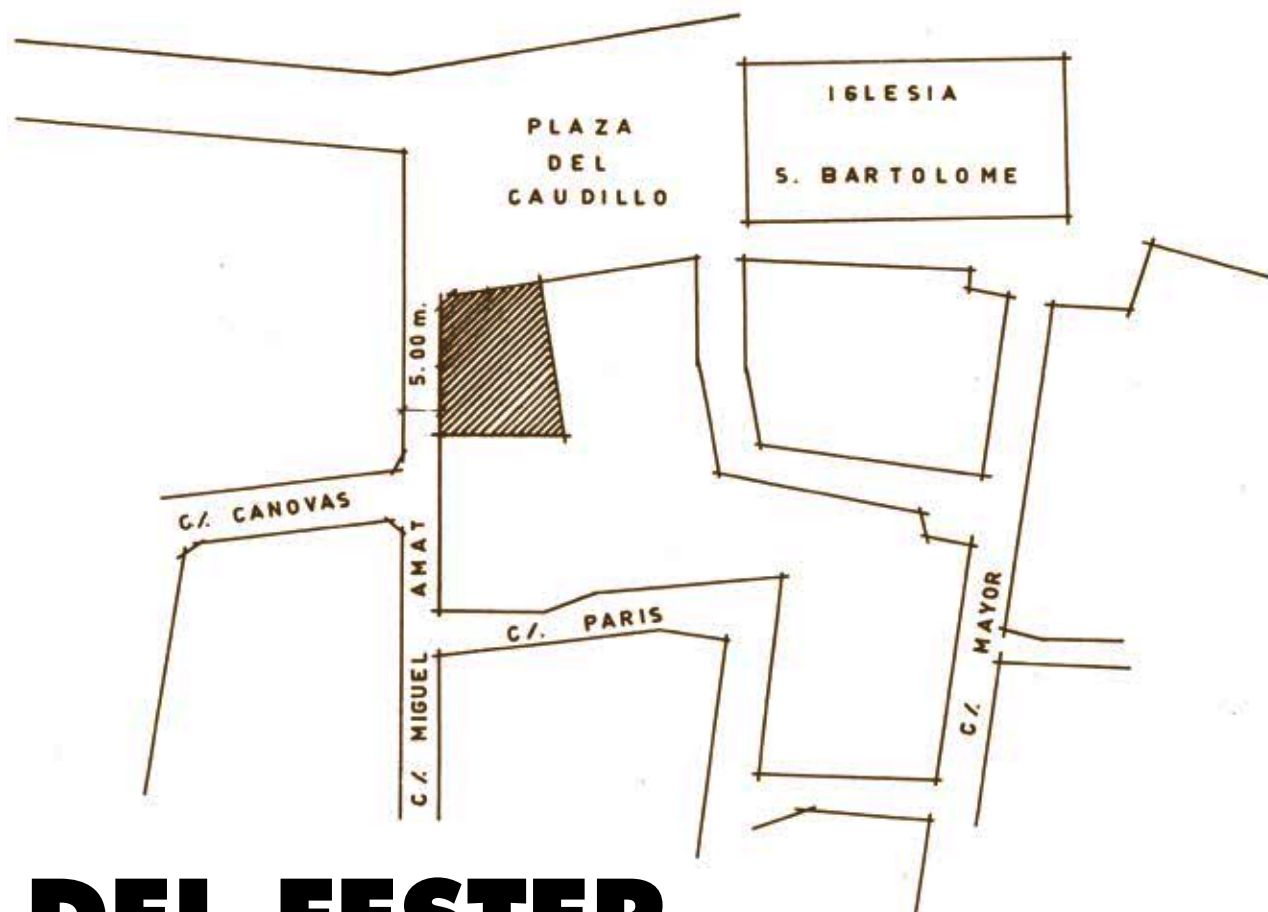 IGLESIA
S. BARTOLOME
PLAZA
DEL
CAUDILLO
5.00 m.
C/. CANOVAS
C/. MIGUEL AMAT
C/. PARIS
C/. MAYOR
DEL FESTER